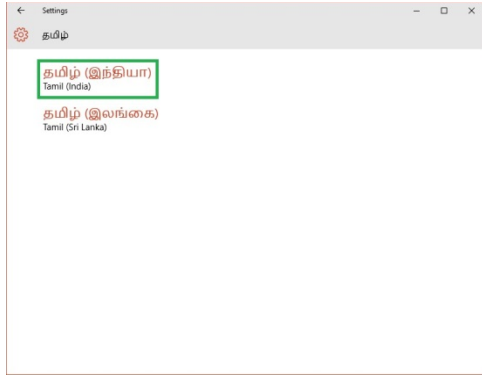 Settings
தமிழ்
தமிழ் (இந்தியா)
Tamil (India)
தமிழ் (இலங்கை)
Tamil (Sri Lanka)